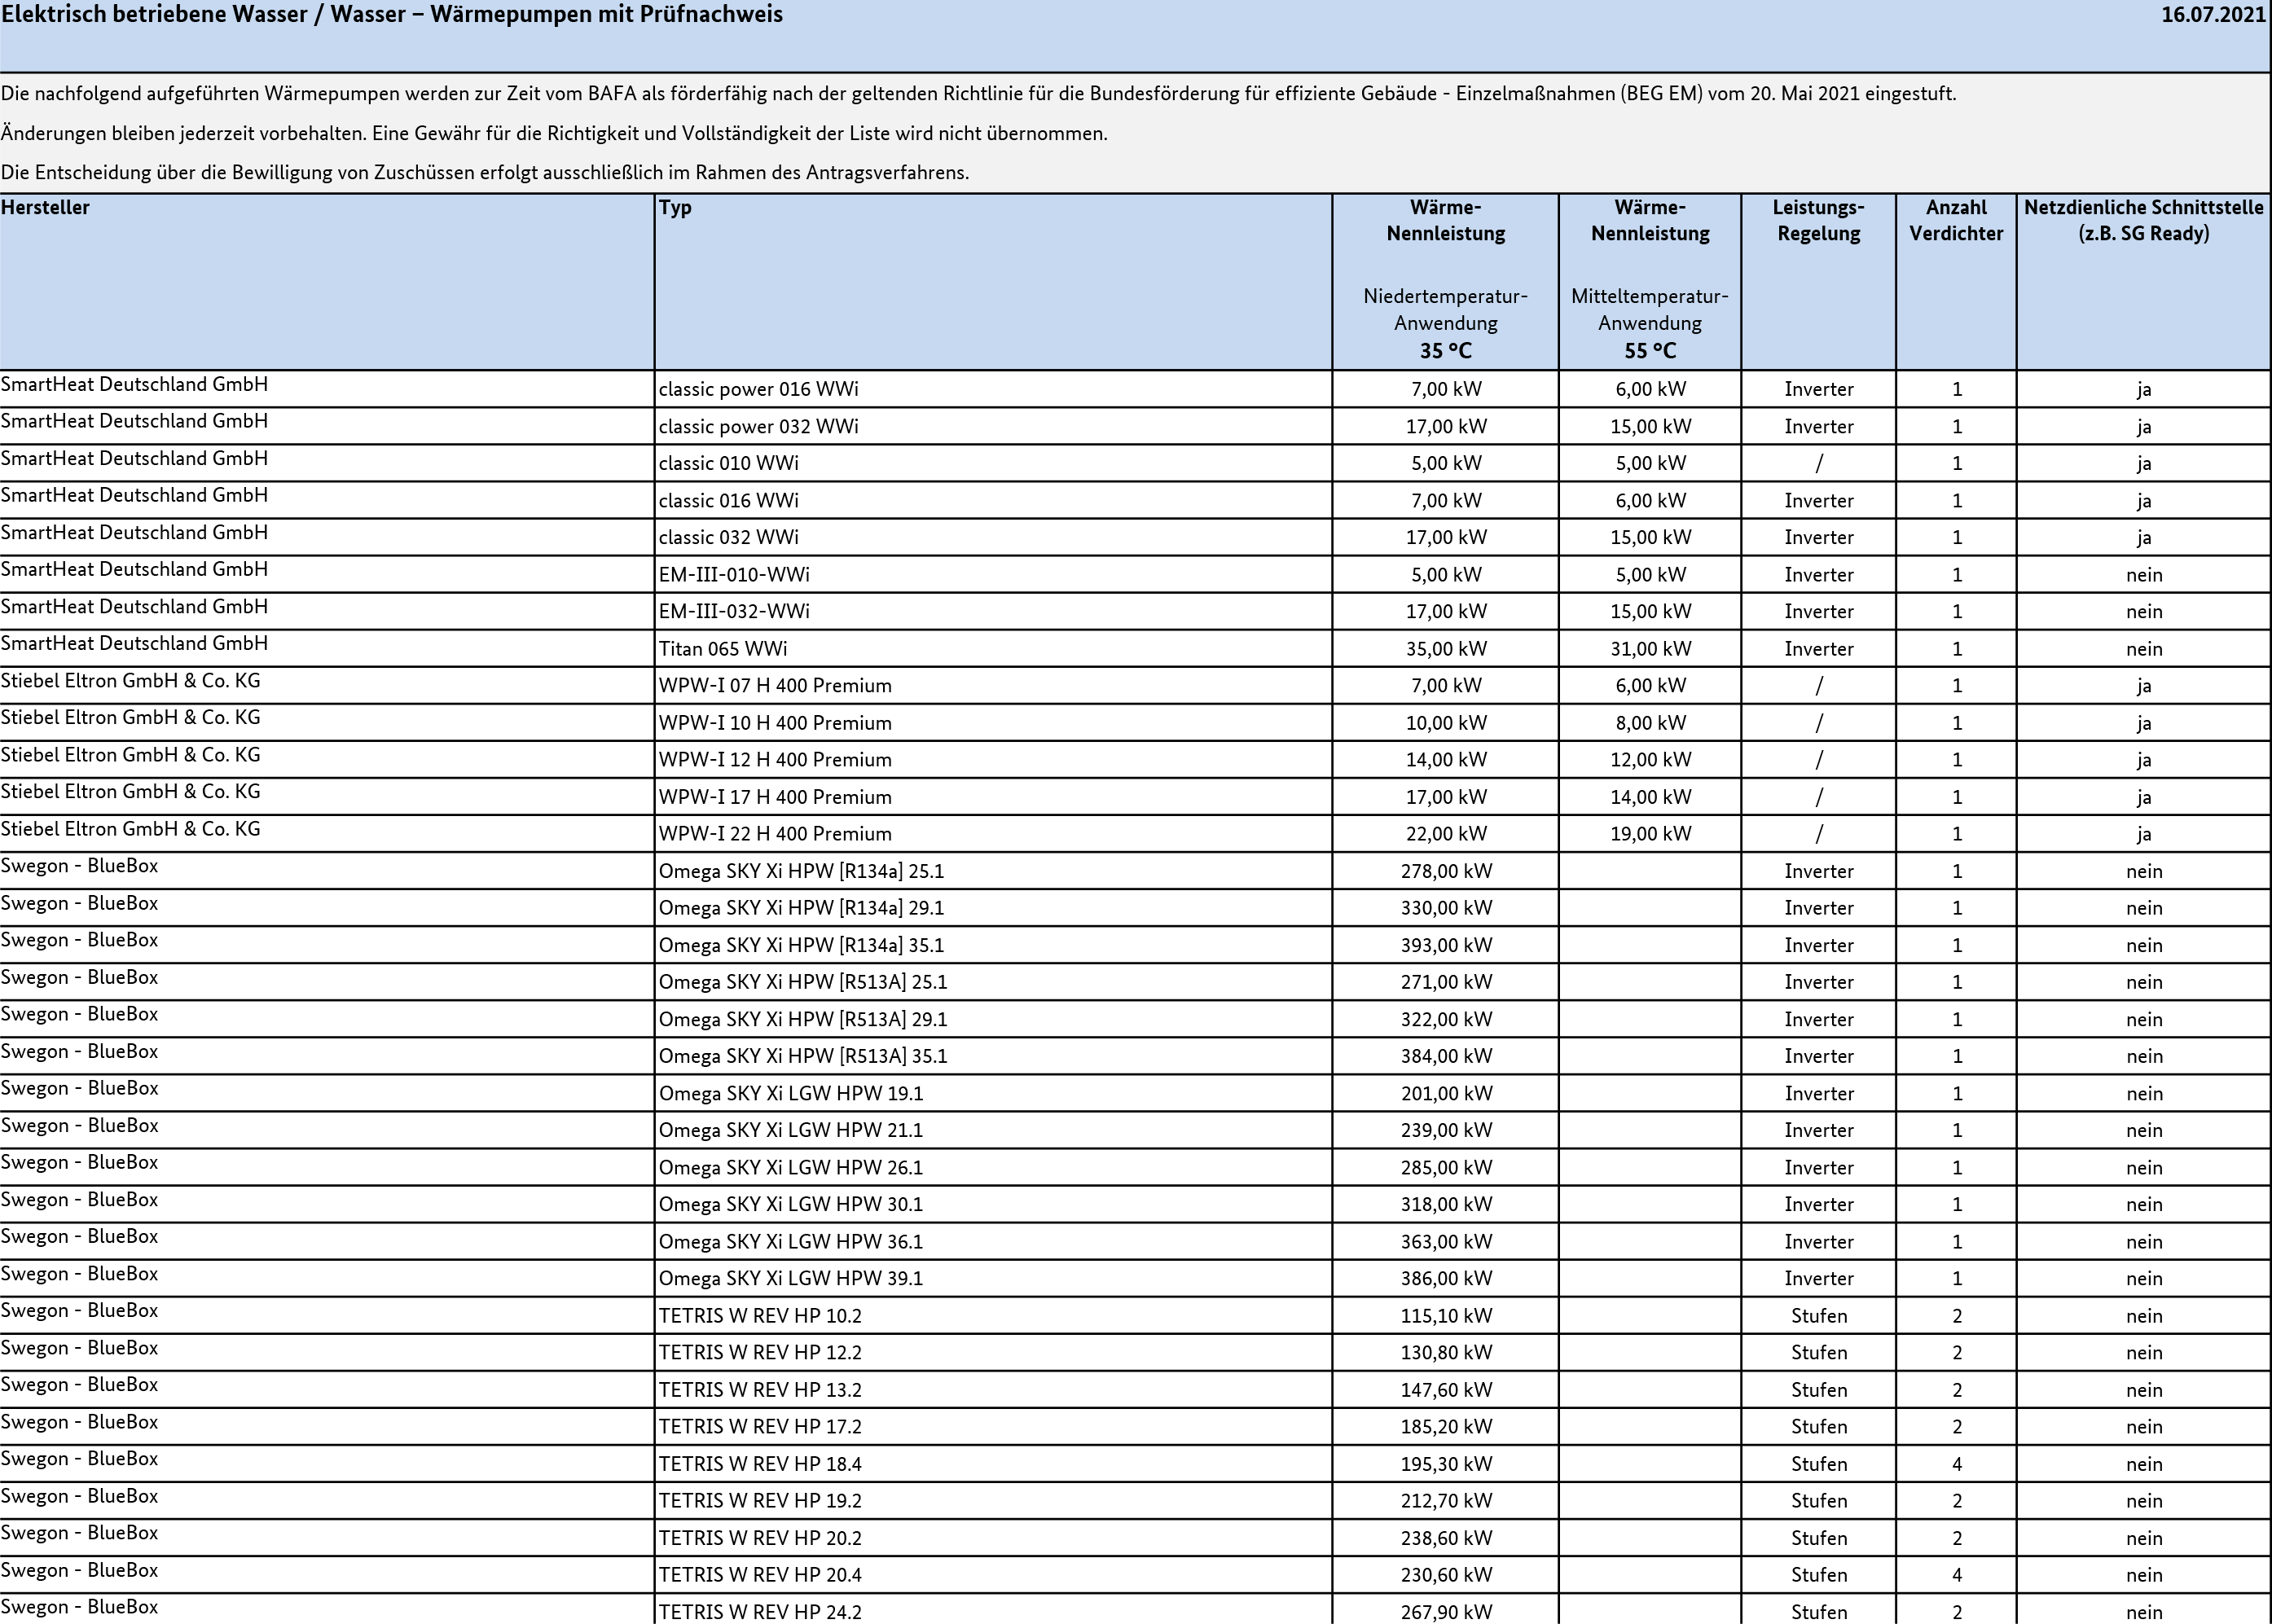 Elektrisch betriebene Wasser / Wasser – Wärmepumpen mit Prüfnachweis 16.07.2021
Die nachfolgend aufgeführten Wärmepumpen werden zur Zeit vom BAFA als förderfähig nach der geltenden Richtlinie für die Bundesförderung für effiziente Gebäude - Einzelmaßnahmen (BEG EM) vom 20. Mai 2021 eingestuft.
Änderungen bleiben jederzeit vorbehalten. Eine Gewähr für die Richtigkeit und Vollständigkeit der Liste wird nicht übernommen.
Die Entscheidung über die Bewilligung von Zuschüssen erfolgt ausschließlich im Rahmen des Antragsverfahrens.
Hersteller Typ Wärme- Wärme- Leistungs- Anzahl Netzdienliche Schnittstelle
Nennleistung Nennleistung Regelung Verdichter (z.B. SG Ready)
Niedertemperatur- Mitteltemperatur-
Anwendung Anwendung
35 °C 55 °C
SmartHeat Deutschland GmbH classic power 016 WWi 7,00 kW 6,00 kW Inverter 1 ja
SmartHeat Deutschland GmbH classic power 032 WWi 17,00 kW 15,00 kW Inverter 1 ja
SmartHeat Deutschland GmbH classic 010 WWi 5,00 kW 5,00 kW / 1 ja
SmartHeat Deutschland GmbH classic 016 WWi 7,00 kW 6,00 kW Inverter 1 ja
SmartHeat Deutschland GmbH classic 032 WWi 17,00 kW 15,00 kW Inverter 1 ja
SmartHeat Deutschland GmbH EM-III-010-WWi 5,00 kW 5,00 kW Inverter 1 nein
SmartHeat Deutschland GmbH EM-III-032-WWi 17,00 kW 15,00 kW Inverter 1 nein
SmartHeat Deutschland GmbH Titan 065 WWi 35,00 kW 31,00 kW Inverter 1 nein
Stiebel Eltron GmbH & Co. KG WPW-I 07 H 400 Premium 7,00 kW 6,00 kW / 1 ja
Stiebel Eltron GmbH & Co. KG WPW-I 10 H 400 Premium 10,00 kW 8,00 kW / 1 ja
Stiebel Eltron GmbH & Co. KG WPW-I 12 H 400 Premium 14,00 kW 12,00 kW / 1 ja
Stiebel Eltron GmbH & Co. KG WPW-I 17 H 400 Premium 17,00 kW 14,00 kW / 1 ja
Stiebel Eltron GmbH & Co. KG WPW-I 22 H 400 Premium 22,00 kW 19,00 kW / 1 ja
Swegon - BlueBox Omega SKY Xi HPW [R134a] 25.1 278,00 kW Inverter 1 nein
Swegon - BlueBox Omega SKY Xi HPW [R134a] 29.1 330,00 kW Inverter 1 nein
Swegon - BlueBox Omega SKY Xi HPW [R134a] 35.1 393,00 kW Inverter 1 nein
Swegon - BlueBox Omega SKY Xi HPW [R513A] 25.1 271,00 kW Inverter 1 nein
Swegon - BlueBox Omega SKY Xi HPW [R513A] 29.1 322,00 kW Inverter 1 nein
Swegon - BlueBox Omega SKY Xi HPW [R513A] 35.1 384,00 kW Inverter 1 nein
Swegon - BlueBox Omega SKY Xi LGW HPW 19.1 201,00 kW Inverter 1 nein
Swegon - BlueBox Omega SKY Xi LGW HPW 21.1 239,00 kW Inverter 1 nein
Swegon - BlueBox Omega SKY Xi LGW HPW 26.1 285,00 kW Inverter 1 nein
Swegon - BlueBox Omega SKY Xi LGW HPW 30.1 318,00 kW Inverter 1 nein
Swegon - BlueBox Omega SKY Xi LGW HPW 36.1 363,00 kW Inverter 1 nein
Swegon - BlueBox Omega SKY Xi LGW HPW 39.1 386,00 kW Inverter 1 nein
Swegon - BlueBox TETRIS W REV HP 10.2 115,10 kW Stufen 2 nein
Swegon - BlueBox TETRIS W REV HP 12.2 130,80 kW Stufen 2 nein
Swegon - BlueBox TETRIS W REV HP 13.2 147,60 kW Stufen 2 nein
Swegon - BlueBox TETRIS W REV HP 17.2 185,20 kW Stufen 2 nein
Swegon - BlueBox TETRIS W REV HP 18.4 195,30 kW Stufen 4 nein
Swegon - BlueBox TETRIS W REV HP 19.2 212,70 kW Stufen 2 nein
Swegon - BlueBox TETRIS W REV HP 20.2 238,60 kW Stufen 2 nein
Swegon - BlueBox TETRIS W REV HP 20.4 230,60 kW Stufen 4 nein
Swegon - BlueBox TETRIS W REV HP 24.2 267,90 kW Stufen 2 nein